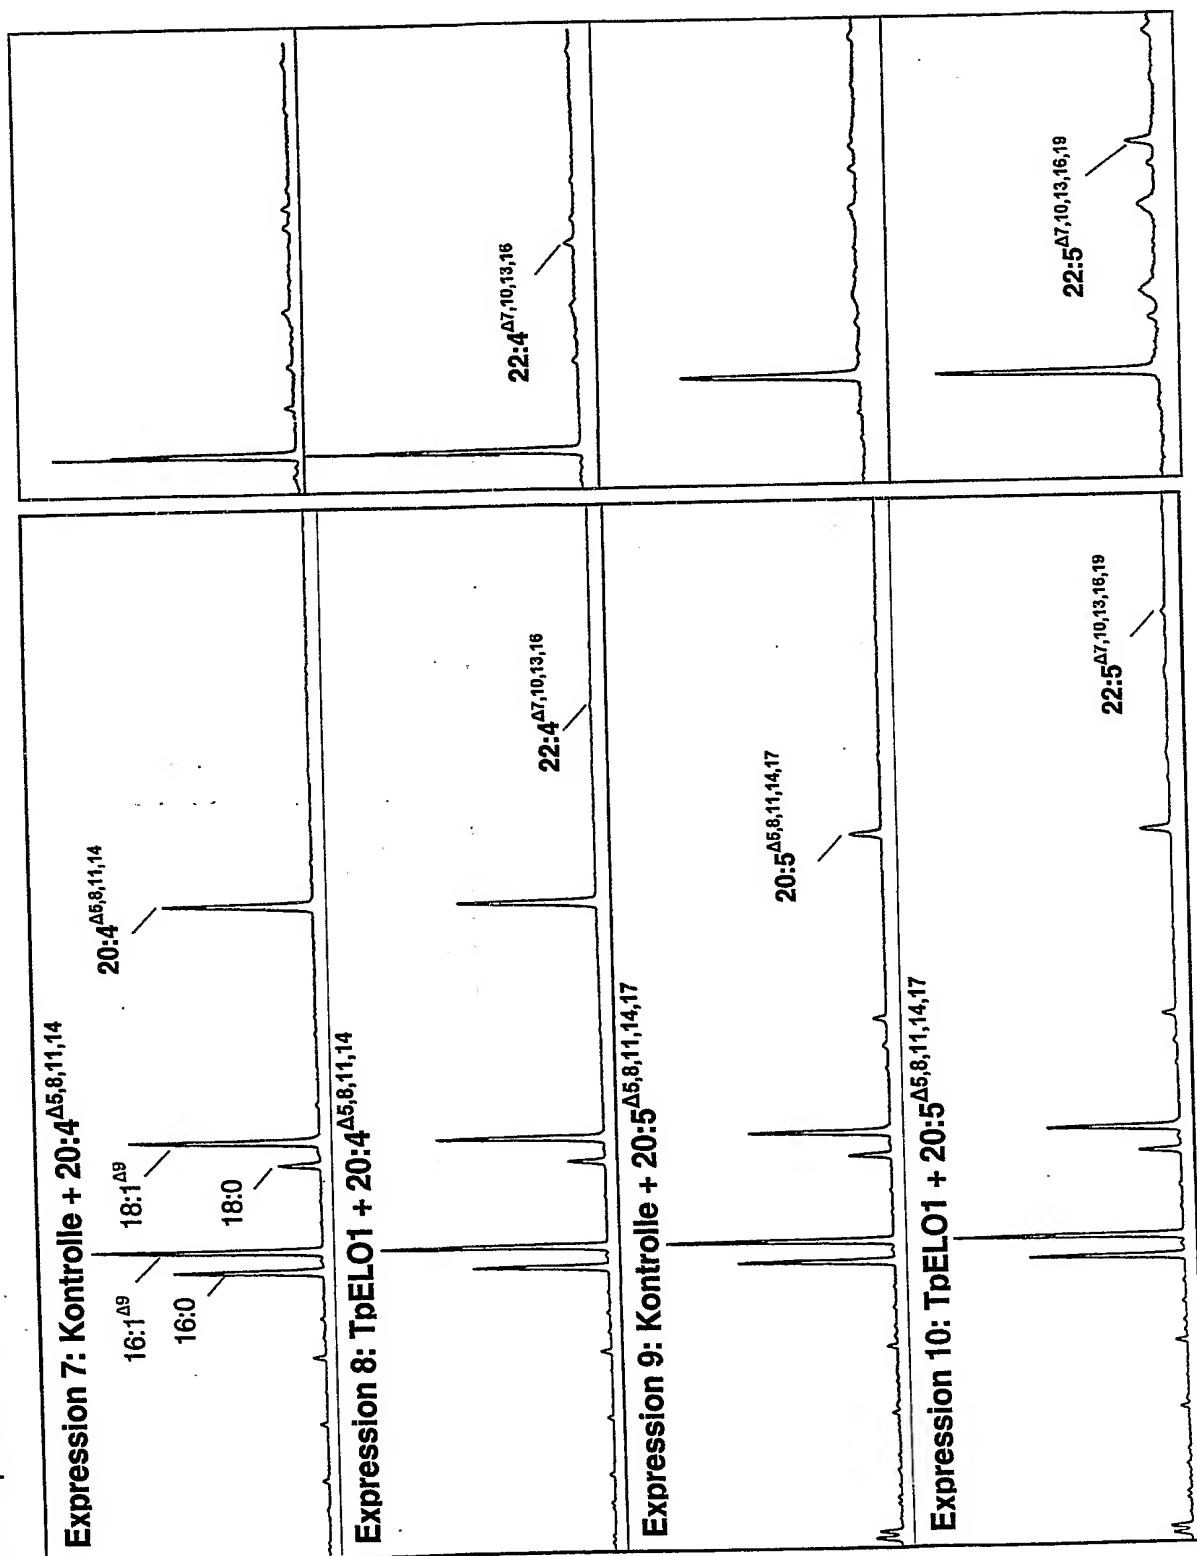 Expression 7: Kontrolle + 20:4Δ5,8,11,14
16:1Δ9
16:0
18:1Δ9
18:0
20:4Δ5,8,11,14
Expression 8: TpELO1 + 20:4Δ5,8,11,14
22:4Δ7,10,13,16
22:4Δ7,10,13,16
Expression 9: Kontrolle + 20:5Δ5,8,11,14,17
20:5Δ5,8,11,14,17
Expression 10: TpELO1 + 20:5Δ5,8,11,14,17
22:5Δ7,10,13,16,19
22:5Δ7,10,13,16,19